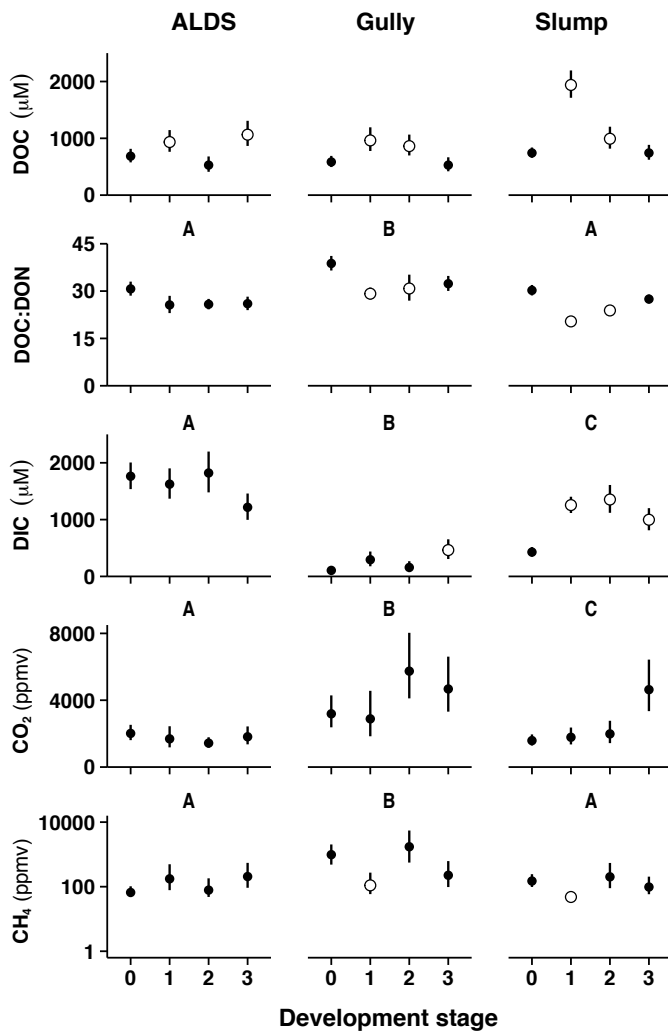 ALDS Gully Slump
DOC (μM)
2000
1000
0
A B A
DOC:DON
45
30
15
0
A B C
DIC (μM)
2000
1000
0
A B C
CO2 (ppmv)
8000
4000
0
A B A
CH4 (ppmv)
10000
100
1
0 1 2 3 0 1 2 3 0 1 2 3
Development stage